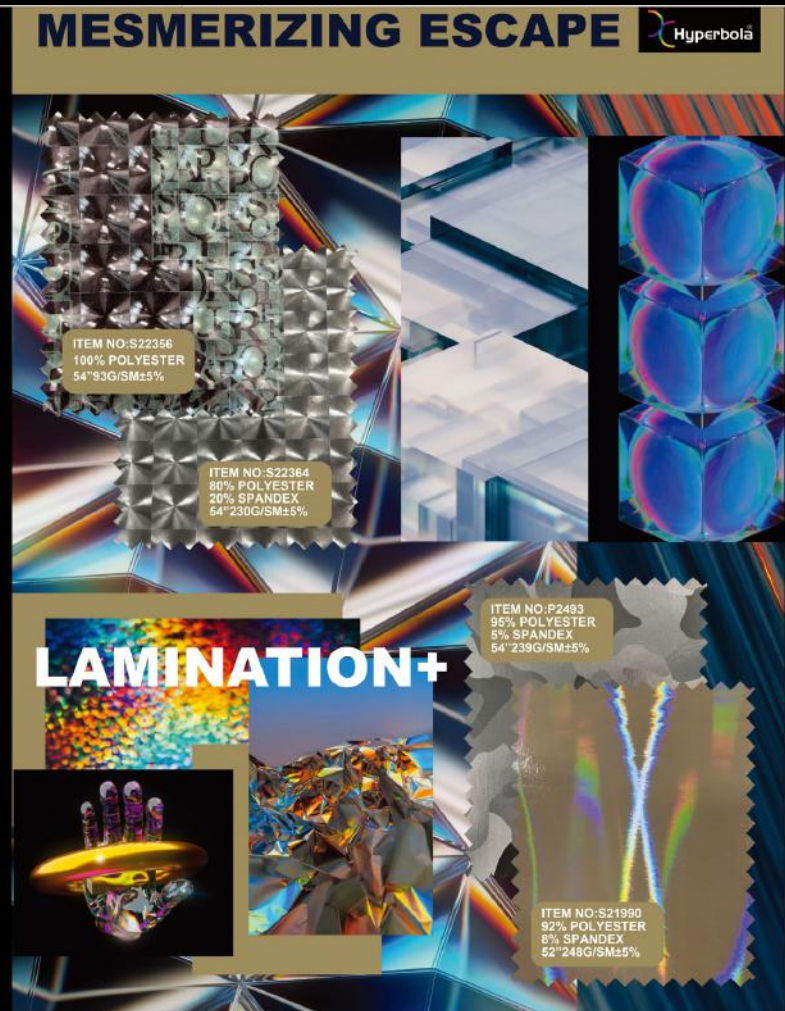 MESMERIZING ESCAPE
Hyperbola
ITEM NO:S22356
100% POLYESTER
54"93G/SM±5%
ITEM NO:S22364
80% POLYESTER
20% SPANDEX
54"230G/SM±5%
ITEM NO:P2493
95% POLYESTER
5% SPANDEX
54"239G/SM±5%
LAMINATION+
ITEM NO:S21990
92% POLYESTER
8% SPANDEX
52"248G/SM±5%